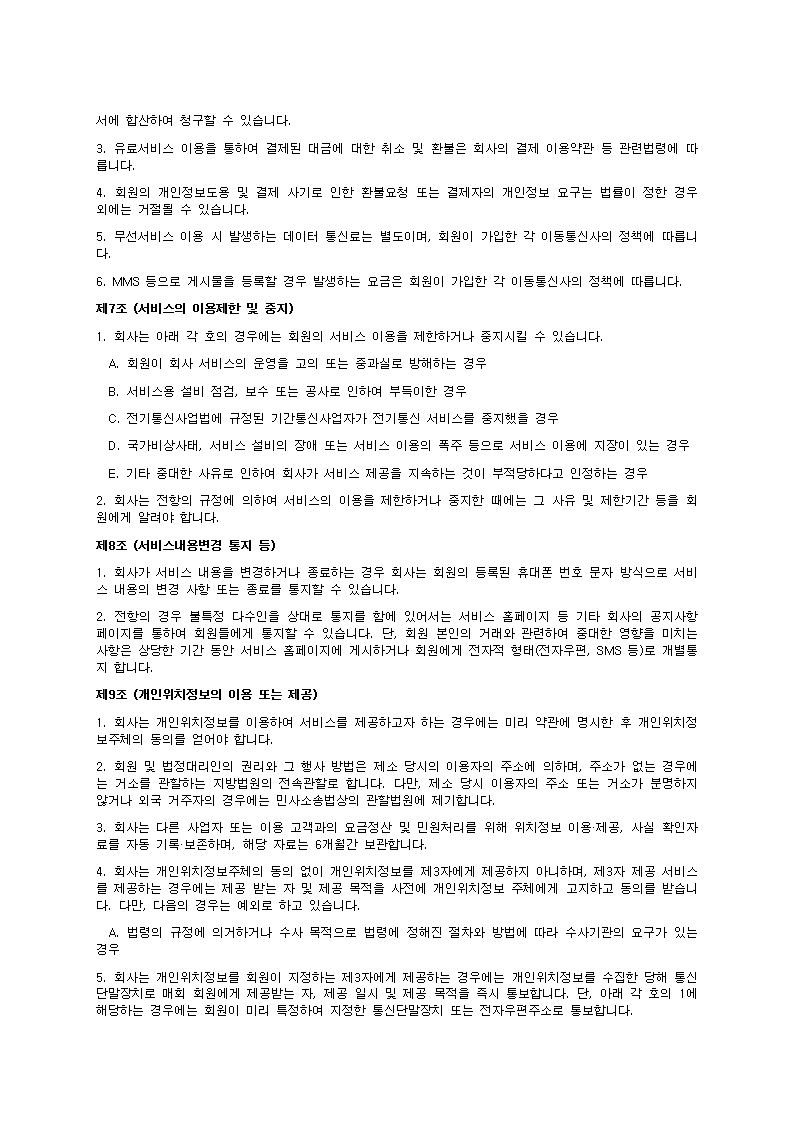 서에 합산하여 청구할 수 있습니다.
3. 유료서비스 이용을 통하여 결제된 대금에 대한 취소 및 환불은 회사의 결제 이용약관 등 관련법령에 따
릅니다.
4. 회원의 개인정보도용 및 결제 사기로 인한 환불요청 또는 결제자의 개인정보 요구는 법률이 정한 경우
외에는 거절될 수 있습니다.
5. 무선서비스 이용 시 발생하는 데이터 통신료는 별도이며, 회원이 가입한 각 이동통신사의 정책에 따릅니
다.
6. MMS 등으로 게시물을 등록할 경우 발생하는 요금은 회원이 가입한 각 이동통신사의 정책에 따릅니다.
제7조 (서비스의 이용제한 및 중지)
1. 회사는 아래 각 호의 경우에는 회원의 서비스 이용을 제한하거나 중지시킬 수 있습니다.
A. 회원이 회사 서비스의 운영을 고의 또는 중과실로 방해하는 경우
B. 서비스용 설비 점검, 보수 또는 공사로 인하여 부득이한 경우
C. 전기통신사업법에 규정된 기간통신사업자가 전기통신 서비스를 중지했을 경우
D. 국가비상사태, 서비스 설비의 장애 또는 서비스 이용의 폭주 등으로 서비스 이용에 지장이 있는 경우
E. 기타 중대한 사유로 인하여 회사가 서비스 제공을 지속하는 것이 부적당하다고 인정하는 경우
2. 회사는 전항의 규정에 의하여 서비스의 이용을 제한하거나 중지한 때에는 그 사유 및 제한기간 등을 회
원에게 알려야 합니다.
제8조 (서비스내용변경 통지 등)
1. 회사가 서비스 내용을 변경하거나 종료하는 경우 회사는 회원의 등록된 휴대폰 번호 문자 방식으로 서비
스 내용의 변경 사항 또는 종료를 통지할 수 있습니다.
2. 전항의 경우 불특정 다수인을 상대로 통지를 함에 있어서는 서비스 홈페이지 등 기타 회사의 공지사항
페이지를 통하여 회원들에게 통지할 수 있습니다. 단, 회원 본인의 거래와 관련하여 중대한 영향을 미치는
사항은 상당한 기간 동안 서비스 홈페이지에 게시하거나 회원에게 전자적 형태(전자우편, SMS 등)로 개별통
지 합니다.
제9조 (개인위치정보의 이용 또는 제공)
1. 회사는 개인위치정보를 이용하여 서비스를 제공하고자 하는 경우에는 미리 약관에 명시한 후 개인위치정
보주체의 동의를 얻어야 합니다.
2. 회원 및 법정대리인의 권리와 그 행사 방법은 제소 당시의 이용자의 주소에 의하며, 주소가 없는 경우에
는 거소를 관할하는 지방법원의 전속관할로 합니다. 다만, 제소 당시 이용자의 주소 또는 거소가 분명하지
않거나 외국 거주자의 경우에는 민사소송법상의 관할법원에 제기합니다.
3. 회사는 다른 사업자 또는 이용 고객과의 요금정산 및 민원처리를 위해 위치정보 이용·제공, 사실 확인자
료를 자동 기록·보존하며, 해당 자료는 6개월간 보관합니다.
4. 회사는 개인위치정보주체의 동의 없이 개인위치정보를 제3자에게 제공하지 아니하며, 제3자 제공 서비스
를 제공하는 경우에는 제공 받는 자 및 제공 목적을 사전에 개인위치정보 주체에게 고지하고 동의를 받습니
다. 다만, 다음의 경우는 예외로 하고 있습니다.
A. 법령의 규정에 의거하거나 수사 목적으로 법령에 정해진 절차와 방법에 따라 수사기관의 요구가 있는
경우
5. 회사는 개인위치정보를 회원이 지정하는 제3자에게 제공하는 경우에는 개인위치정보를 수집한 당해 통신
단말장치로 매회 회원에게 제공받는 자, 제공 일시 및 제공 목적을 즉시 통보합니다. 단, 아래 각 호의 1에
해당하는 경우에는 회원이 미리 특정하여 지정한 통신단말장치 또는 전자우편주소로 통보합니다.